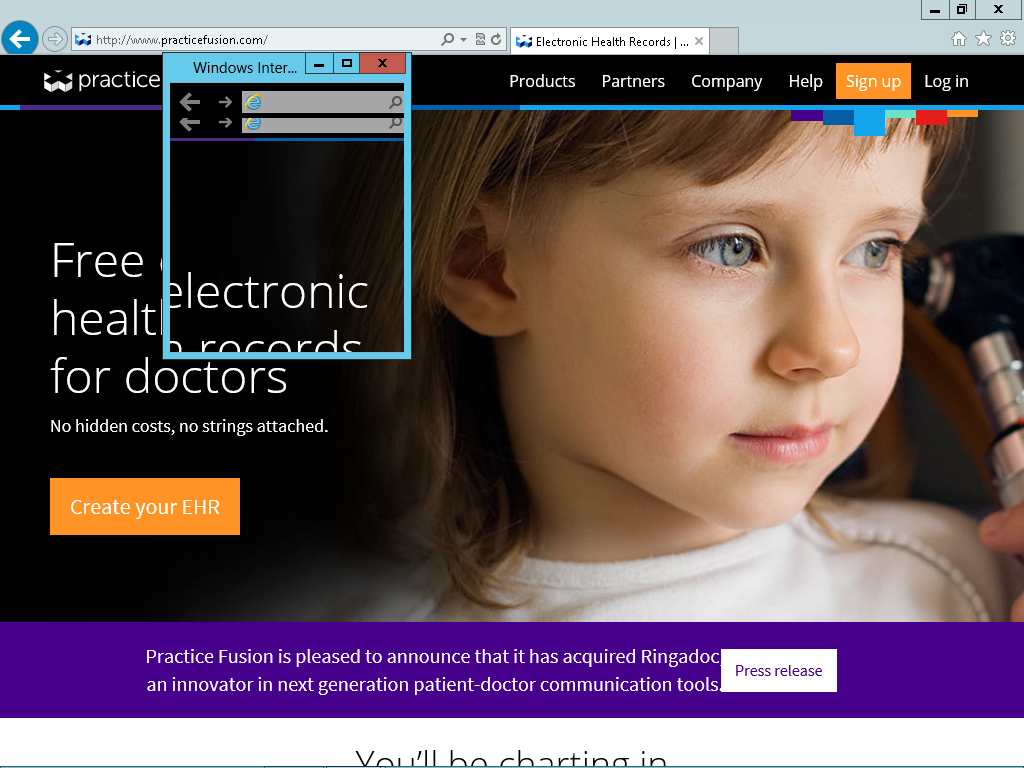 http://www.practicefusion.com/
Electronic Health Records | ...
Windows Inter...
practice
Products Partners Company Help Sign up Log in
Free
electronic
health
records
for doctors
No hidden costs, no strings attached.
Create your EHR
Practice Fusion is pleased to announce that it has acquired Ringadoc,
an innovator in next generation patient-doctor communication tools.
Press release
You'll be charting in